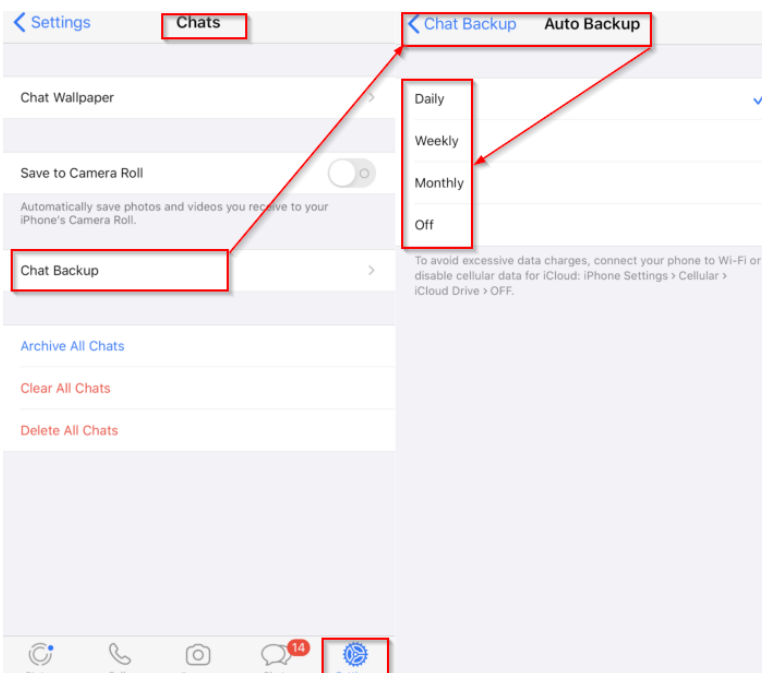 Settings
Chats
Chat Wallpaper
Save to Camera Roll
Automatically save photos and videos you receive to your
iPhone's Camera Roll.
Chat Backup
Archive All Chats
Clear All Chats
Delete All Chats
14
Chat Backup
Auto Backup
Daily
Weekly
Monthly
Off
To avoid excessive data charges, connect your phone to Wi-Fi or
disable cellular data for iCloud: iPhone Settings > Cellular >
iCloud Drive > OFF.